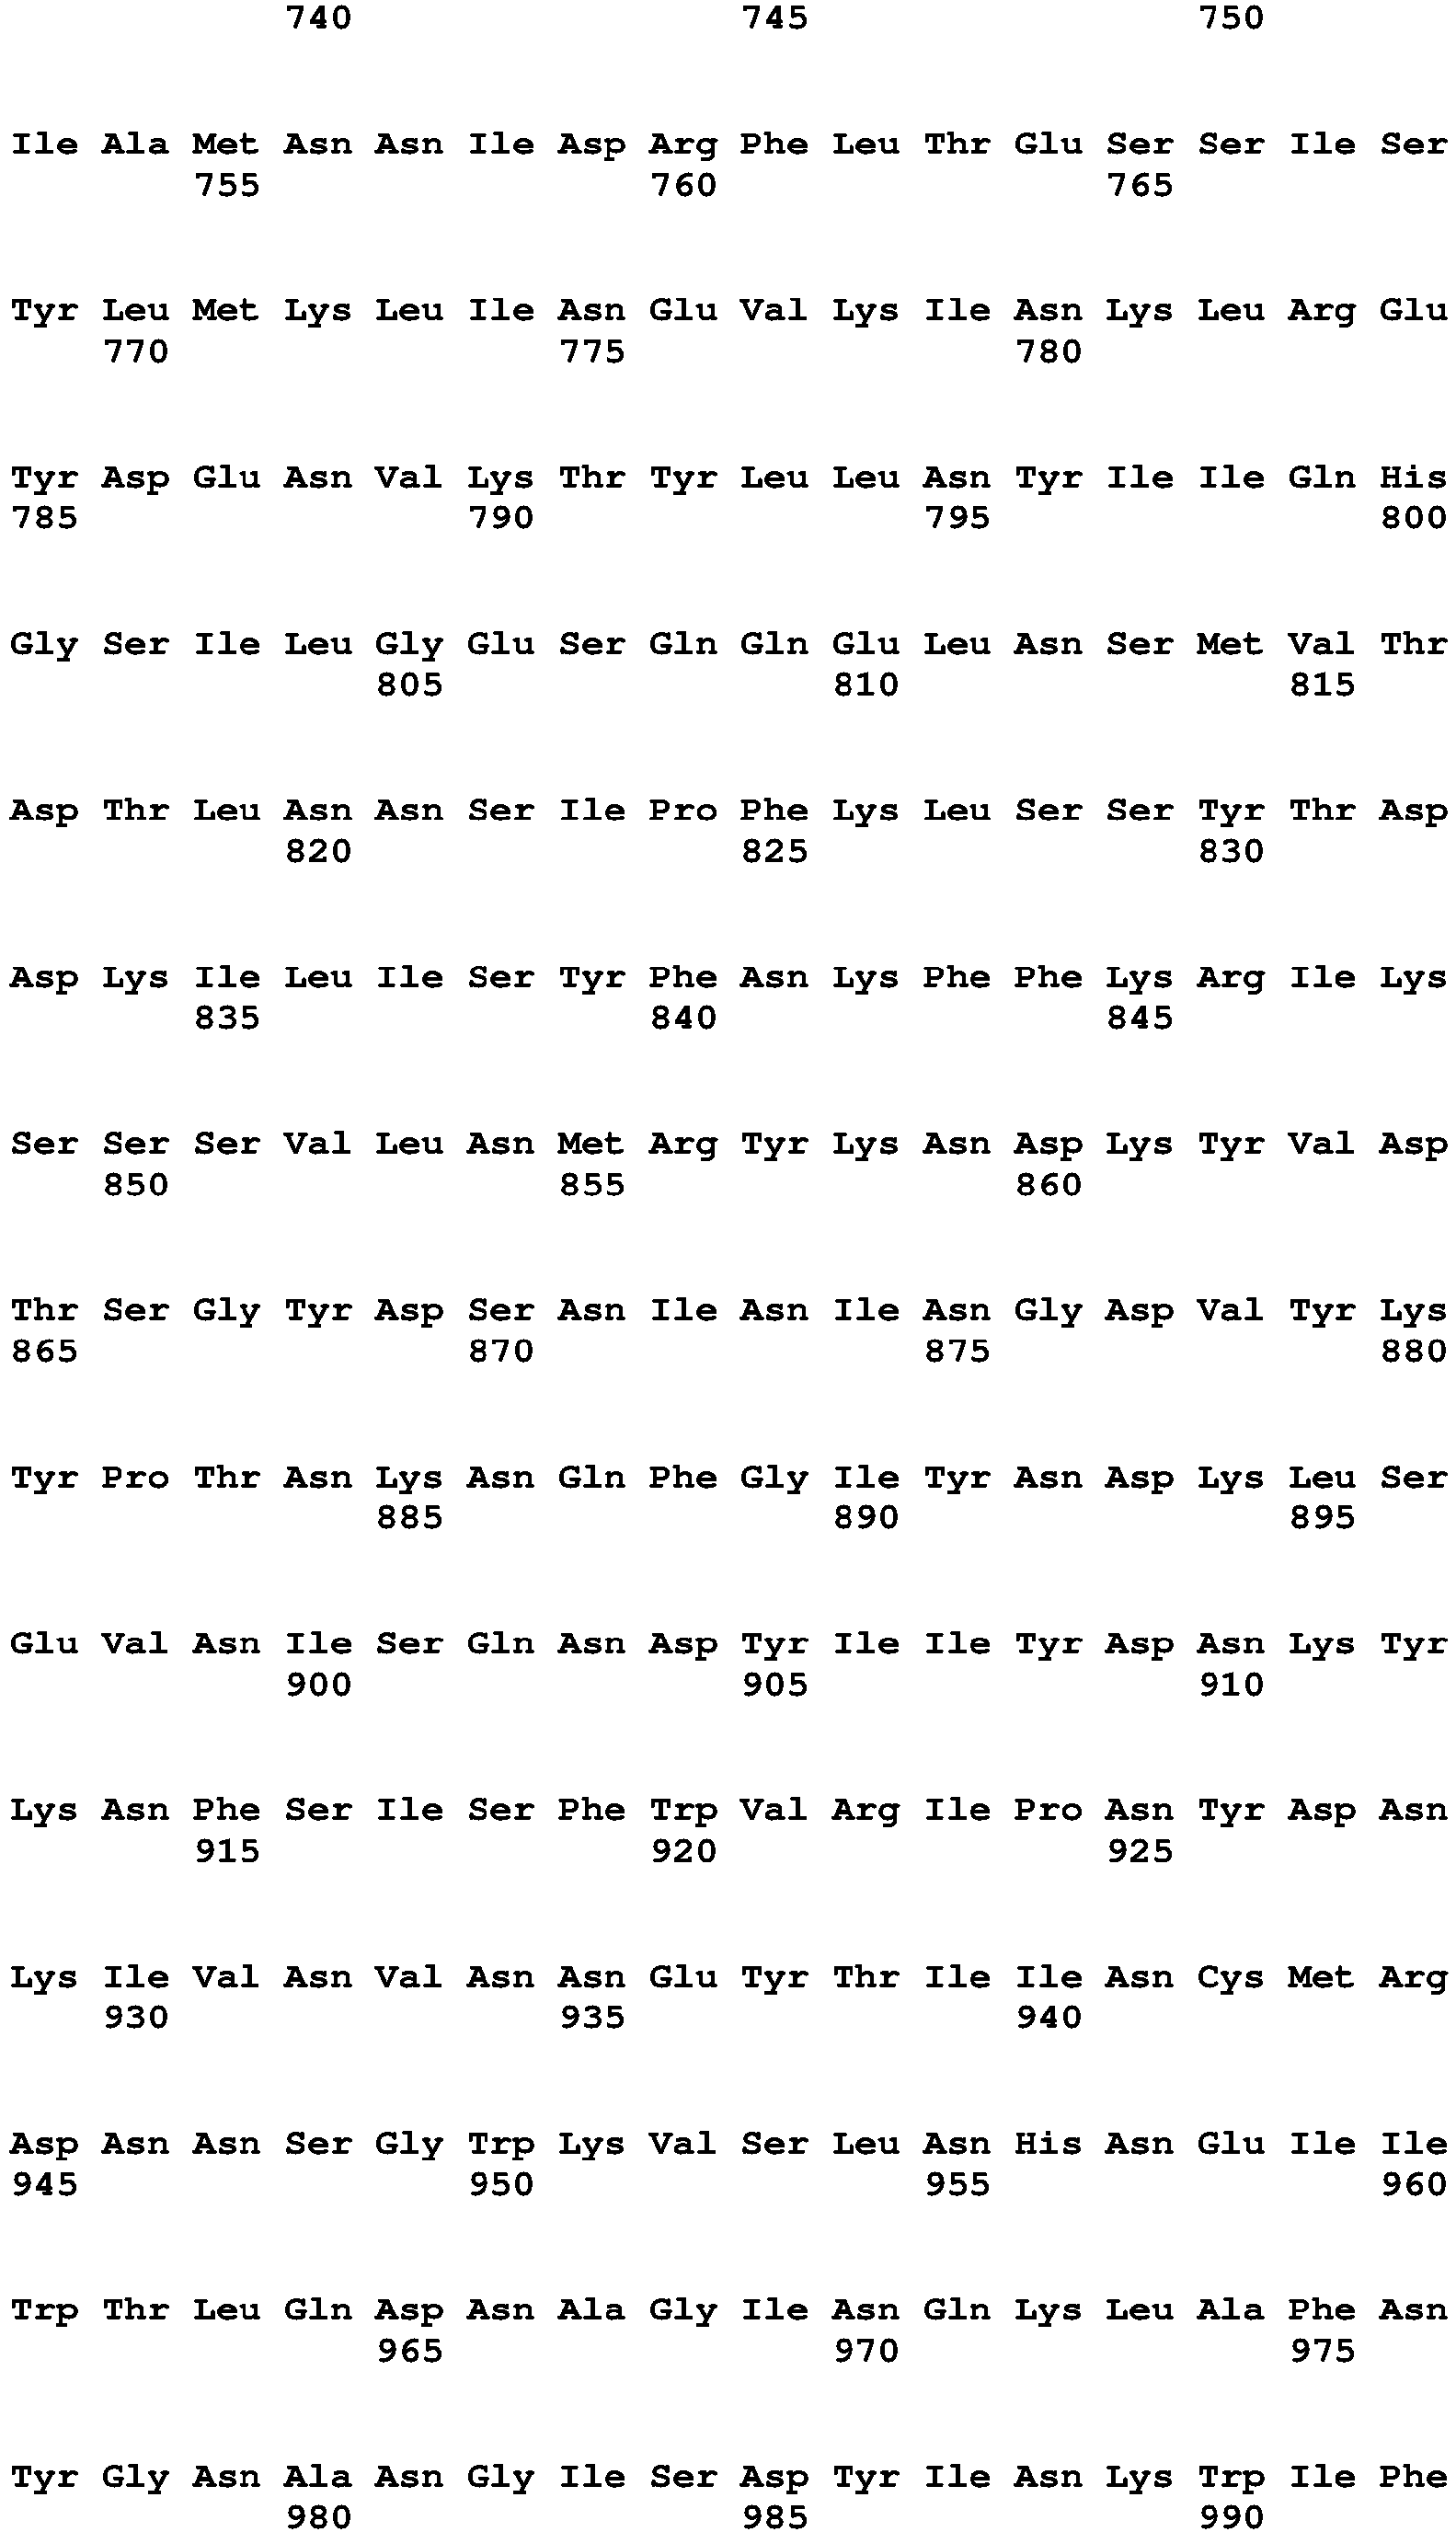 740 745 750
Ile Ala Met Asn Asn Ile Asp Arg Phe Leu Thr Glu Ser Ser Ile Ser
755 760 765
Tyr Leu Met Lys Leu Ile Asn Glu Val Lys Ile Asn Lys Leu Arg Glu
770 775 780
Tyr Asp Glu Asn Val Lys Thr Tyr Leu Leu Asn Tyr Ile Ile Gln His
785 790 795 800
Gly Ser Ile Leu Gly Glu Ser Gln Gln Glu Leu Asn Ser Met Val Thr
805 810 815
Asp Thr Leu Asn Asn Ser Ile Pro Phe Lys Leu Ser Ser Tyr Thr Asp
820 825 830
Asp Lys Ile Leu Ile Ser Tyr Phe Asn Lys Phe Phe Lys Arg Ile Lys
835 840 845
Ser Ser Ser Val Leu Asn Met Arg Tyr Lys Asn Asp Lys Tyr Val Asp
850 855 860
Thr Ser Gly Tyr Asp Ser Asn Ile Asn Ile Asn Gly Asp Val Tyr Lys
865 870 875 880
Tyr Pro Thr Asn Lys Asn Gln Phe Gly Ile Tyr Asn Asp Lys Leu Ser
885 890 895
Glu Val Asn Ile Ser Gln Asn Asp Tyr Ile Ile Tyr Asp Asn Lys Tyr
900 905 910
Lys Asn Phe Ser Ile Ser Phe Trp Val Arg Ile Pro Asn Tyr Asp Asn
915 920 925
Lys Ile Val Asn Val Asn Asn Glu Tyr Thr Ile Ile Asn Cys Met Arg
930 935 940
Asp Asn Asn Ser Gly Trp Lys Val Ser Leu Asn His Asn Glu Ile Ile
945 950 955 960
Trp Thr Leu Gln Asp Asn Ala Gly Ile Asn Gln Lys Leu Ala Phe Asn
965 970 975
Tyr Gly Asn Ala Asn Gly Ile Ser Asp Tyr Ile Asn Lys Trp Ile Phe
980 985 990